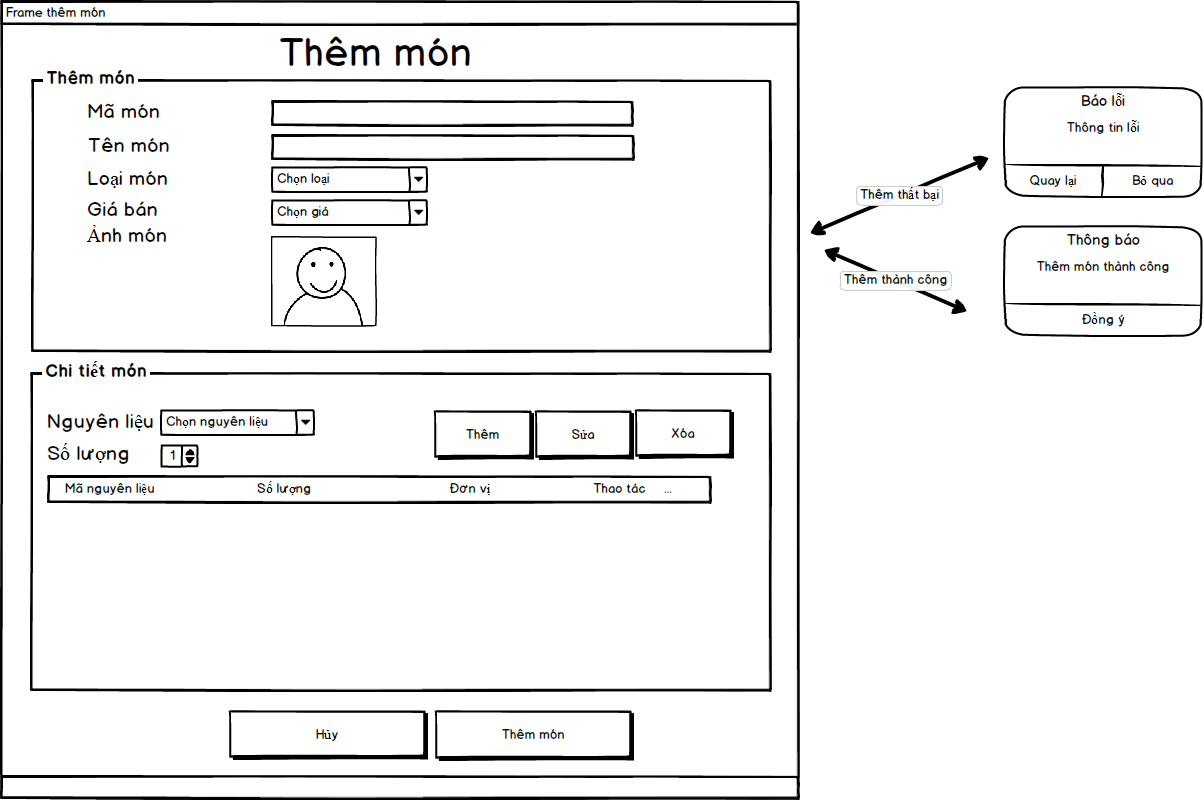 Frame thêm món
Thêm món
Thêm món
Mã món
Tên món
Loại món
Chọn loại
Giá bán
Chọn giá
Ảnh món
Chi tiết món
Nguyên liệu
Chọn nguyên liệu
Số lượng
1
Thêm
Sửa
Xóa
Mã nguyên liệu Số lượng Đơn vị Thao tác ...
Hủy
Thêm món
Thêm thất bại
Thêm thành công
Báo lỗi
Thông tin lỗi
Quay lại
Bỏ qua
Thông báo
Thêm món thành công
Đồng ý